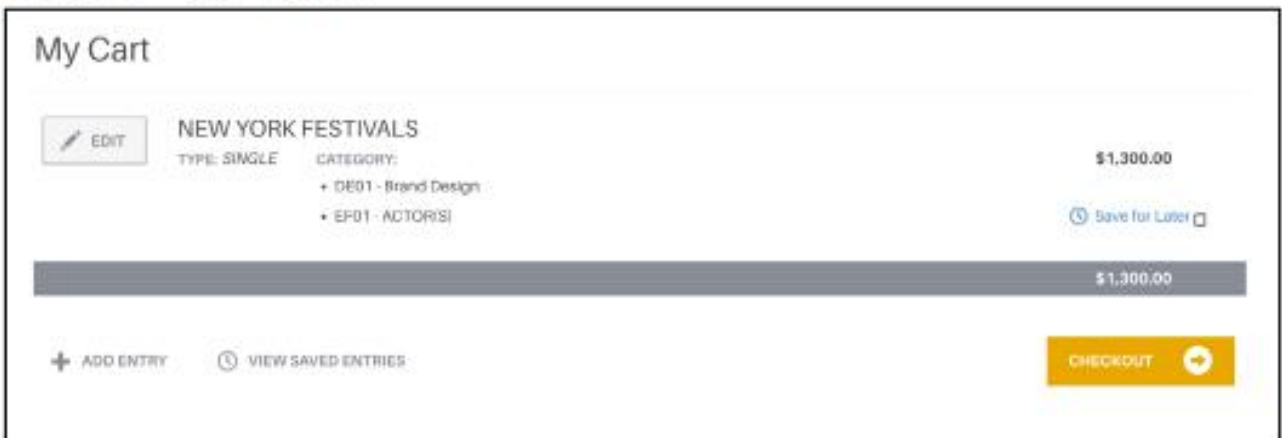 My Cart
EDIT
NEW YORK FESTIVALS
TYPE: SINGLE CATEGORY: $1,300.00
• DE01 - Brand Design
• EF01 - ACTOR(S)
Save for Later
$1,300.00
ADD ENTRY VIEW SAVED ENTRIES CHECKOUT